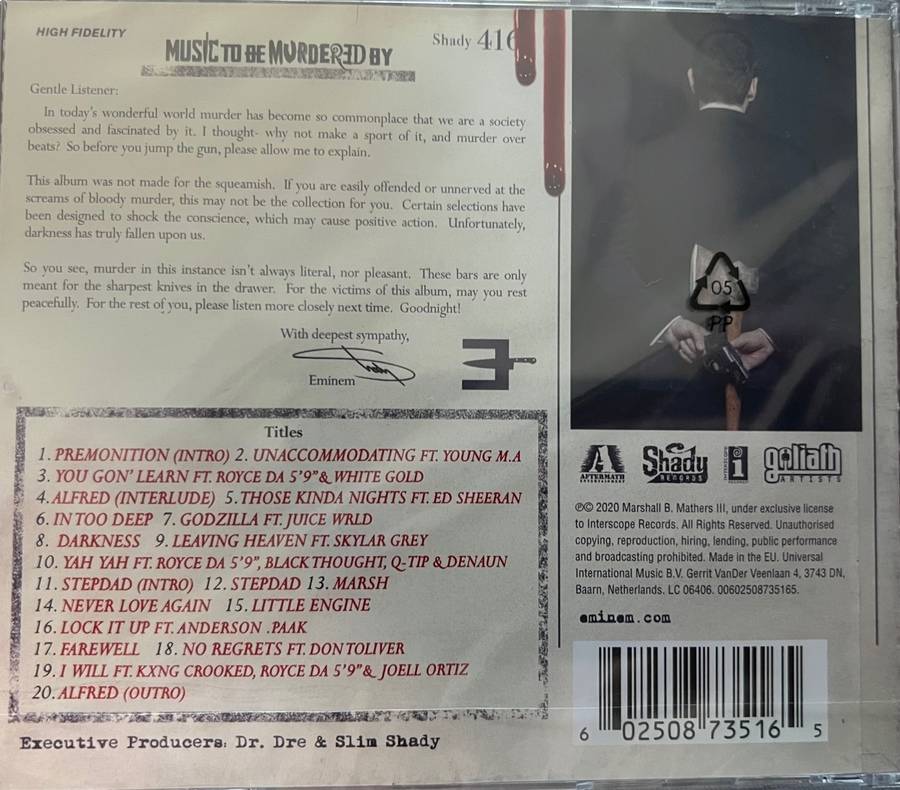 HIGH FIDELITY
MUSIC TO BE MURDERED BY
Shady 416
Gentle Listener:
In today's wonderful world murder has become so commonplace that we are a society
obsessed and fascinated by it. I thought- why not make a sport of it, and murder over
beats? So before you jump the gun, please allow me to explain.
This album was not made for the squeamish. If you are easily offended or unnerved at the
screams of bloody murder, this may not be the collection for you. Certain selections have
been designed to shock the conscience, which may cause positive action. Unfortunately,
darkness has truly fallen upon us.
So you see, murder in this instance isn't always literal, nor pleasant. These bars are only
meant for the sharpest knives in the drawer. For the victims of this album, may you rest
peacefully. For the rest of you, please listen more closely next time. Goodnight!
With deepest sympathy,
Shady
Eminem
E
Titles
1. PREMONITION (INTRO) 2. UNACCOMMODATING FT. YOUNG M.A
3. YOU GON' LEARN FT. ROYCE DA 5'9" & WHITE GOLD
4. ALFRED (INTERLUDE) 5. THOSE KINDA NIGHTS FT. ED SHEERAN
6. IN TOO DEEP 7. GODZILLA FT. JUICE WRLD
8. DARKNESS 9. LEAVING HEAVEN FT. SKYLAR GREY
10. YAH YAH FT. ROYCE DA 5'9", BLACK THOUGHT, Q-TIP & DENAUN
11. STEPDAD (INTRO) 12. STEPDAD 13. MARSH
14. NEVER LOVE AGAIN 15. LITTLE ENGINE
16. LOCK IT UP FT. ANDERSON .PAAK
17. FAREWELL 18. NO REGRETS FT. DON TOLIVER
19. I WILL FT. KXNG CROOKED, ROYCE DA 5'9" & JOELL ORTIZ
20. ALFRED (OUTRO)
Executive Producers: Dr. Dre & Slim Shady
05
PP
AFTERMATH
ENTERTAINMENT
Shady
RECORDS
INTERSCOPE
RECORDS
i
goliath
ARTISTS
℗© 2020 Marshall B. Mathers III, under exclusive license
to Interscope Records. All Rights Reserved. Unauthorised
copying, reproduction, hiring, lending, public performance
and broadcasting prohibited. Made in the EU. Universal
International Music B.V. Gerrit VanDer Veenlaan 4, 3743 DN,
Baarn, Netherlands. LC 06406. 00602508735165.
eminem.com
6 02508 73516 5